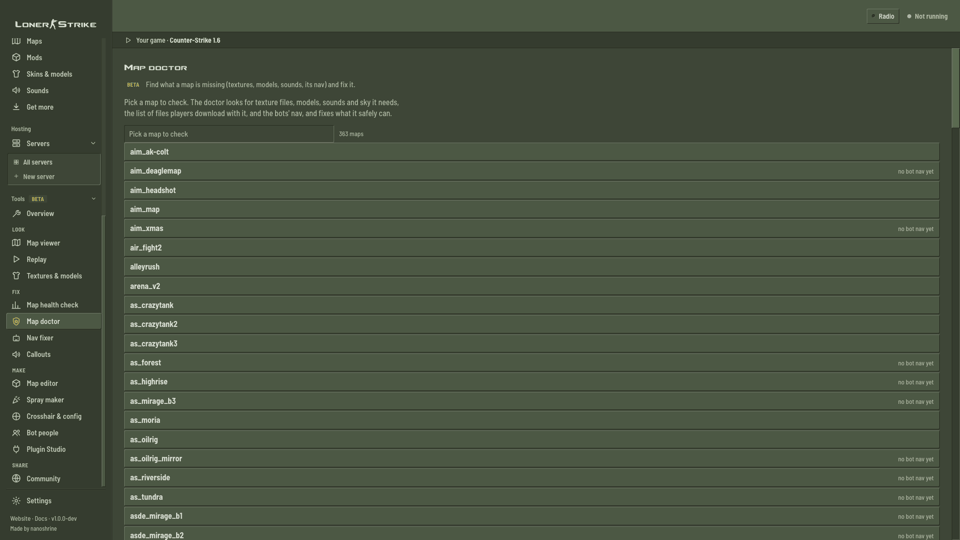 Loner Strike
Maps
Mods
Skins & models
Sounds
Get more
Hosting
Servers
All servers
New server
Tools BETA
Overview
LOOK
Map viewer
Replay
Textures & models
FIX
Map health check
Map doctor
Nav fixer
Callouts
MAKE
Map editor
Spray maker
Crosshair & config
Bot people
Plugin Studio
SHARE
Community
Settings
Website · Docs · v1.0.0-dev
Made by nanoshrine
Radio
Not running
Your game · Counter-Strike 1.6
Map doctor
BETA Find what a map is missing (textures, models, sounds, its nav) and fix it.
Pick a map to check. The doctor looks for texture files, models, sounds and sky it needs,
the list of files players download with it, and the bots' nav, and fixes what it safely can.
Pick a map to check 363 maps
aim_ak-colt
aim_deaglemap no bot nav yet
aim_headshot
aim_map
aim_xmas no bot nav yet
air_fight2
alleyrush
arena_v2
as_crazytank
as_crazytank2
as_crazytank3
as_forest no bot nav yet
as_highrise no bot nav yet
as_mirage_b3 no bot nav yet
as_moria
as_oilrig
as_oilrig_mirror no bot nav yet
as_riverside no bot nav yet
as_tundra no bot nav yet
asde_mirage_b1 no bot nav yet
asde_mirage_b2 no bot nav yet